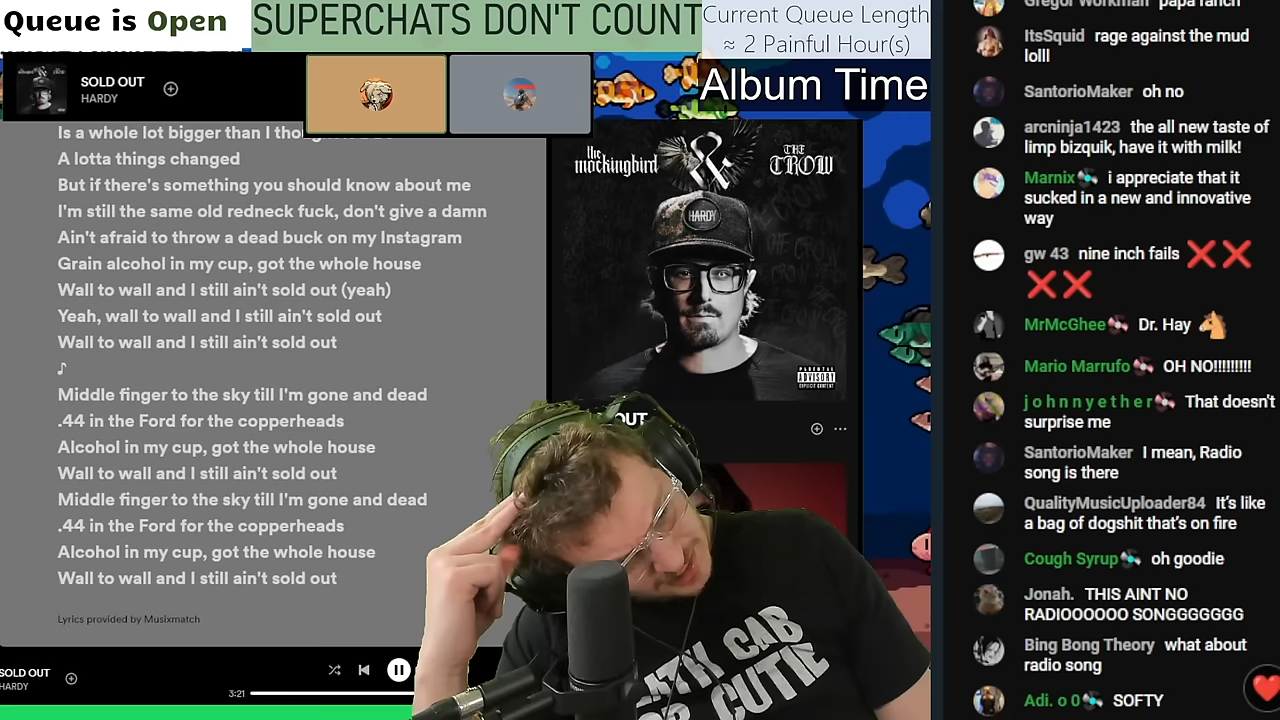 Queue is Open
SUPERCHATS DON'T COUNT
Current Queue Length
≈ 2 Painful Hour(s)
Album Time
SOLD OUT
HARDY
Is a whole lot bigger than I
A lotta things changed
But if there's something you should know about me
I'm still the same old redneck fuck, don't give a damn
Ain't afraid to throw a dead buck on my Instagram
Grain alcohol in my cup, got the whole house
Wall to wall and I still ain't sold out (yeah)
Yeah, wall to wall and I still ain't sold out
Wall to wall and I still ain't sold out
♪
Middle finger to the sky till I'm gone and dead
.44 in the Ford for the copperheads
Alcohol in my cup, got the whole house
Wall to wall and I still ain't sold out
Middle finger to the sky till I'm gone and dead
.44 in the Ford for the copperheads
Alcohol in my cup, got the whole house
Wall to wall and I still ain't sold out
Lyrics provided by Musixmatch
SOLD OUT
HARDY
3:21
the mockingbird & THE CROW
HARDY
PARENTAL
ADVISORY
EXPLICIT CONTENT
OUT
CAB
CUTIE
Gregor Workman papa ranch
ItsSquid rage against the mud
lolll
SantorioMaker oh no
arcninja1423 the all new taste of
limp bizquik, have it with milk!
Marnix i appreciate that it
sucked in a new and innovative
way
gw 43 nine inch fails ❌❌
❌❌
MrMcGhee Dr. Hay 🐴
Mario Marrufo OH NO!!!!!!!!!
j o h n n y e t h e r That doesn't
surprise me
SantorioMaker I mean, Radio
song is there
QualityMusicUploader84 It's like
a bag of dogshit that's on fire
Cough Syrup oh goodie
Jonah. THIS AINT NO
RADIOOOOOO SONGGGGGGG
Bing Bong Theory what about
radio song
Adi. o 0 SOFTY